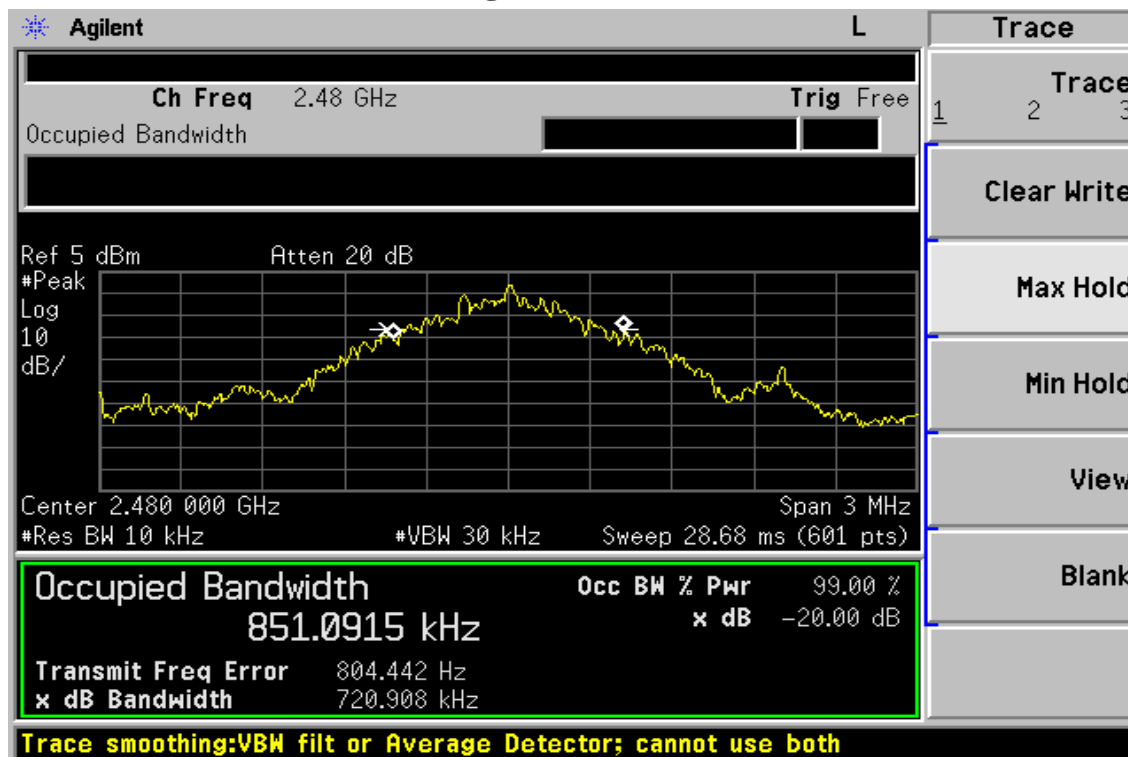 Agilent L Trace
Ch Freq 2.48 GHz Trig Free
Occupied Bandwidth
Trace
1 2 3
Clear Write
Max Hold
Min Hold
View
Blank
Ref 5 dBm Atten 20 dB
#Peak
Log
10
dB/
Center 2.480 000 GHz Span 3 MHz
#Res BW 10 kHz #VBW 30 kHz Sweep 28.68 ms (601 pts)
Occupied Bandwidth Occ BW % Pwr 99.00 %
851.0915 kHz x dB -20.00 dB
Transmit Freq Error 804.442 Hz
x dB Bandwidth 720.908 kHz
Trace smoothing:VBW filt or Average Detector; cannot use both